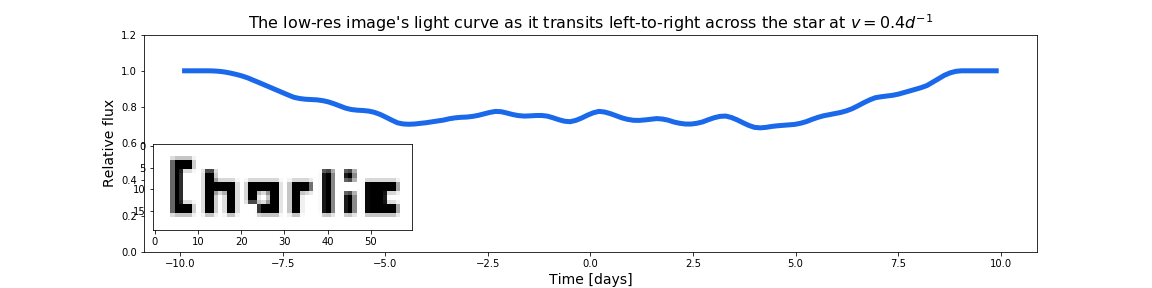 The low-res image's light curve as it transits left-to-right across the star at v = 0.4d⁻¹
1.2
1.0
0.8
0.6
0.4
0.2
0.0
Relative flux
0
5
10
15
Charlie
0 10 20 30 40 50
−10.0 −7.5 −5.0 −2.5 0.0 2.5 5.0 7.5 10.0
Time [days]